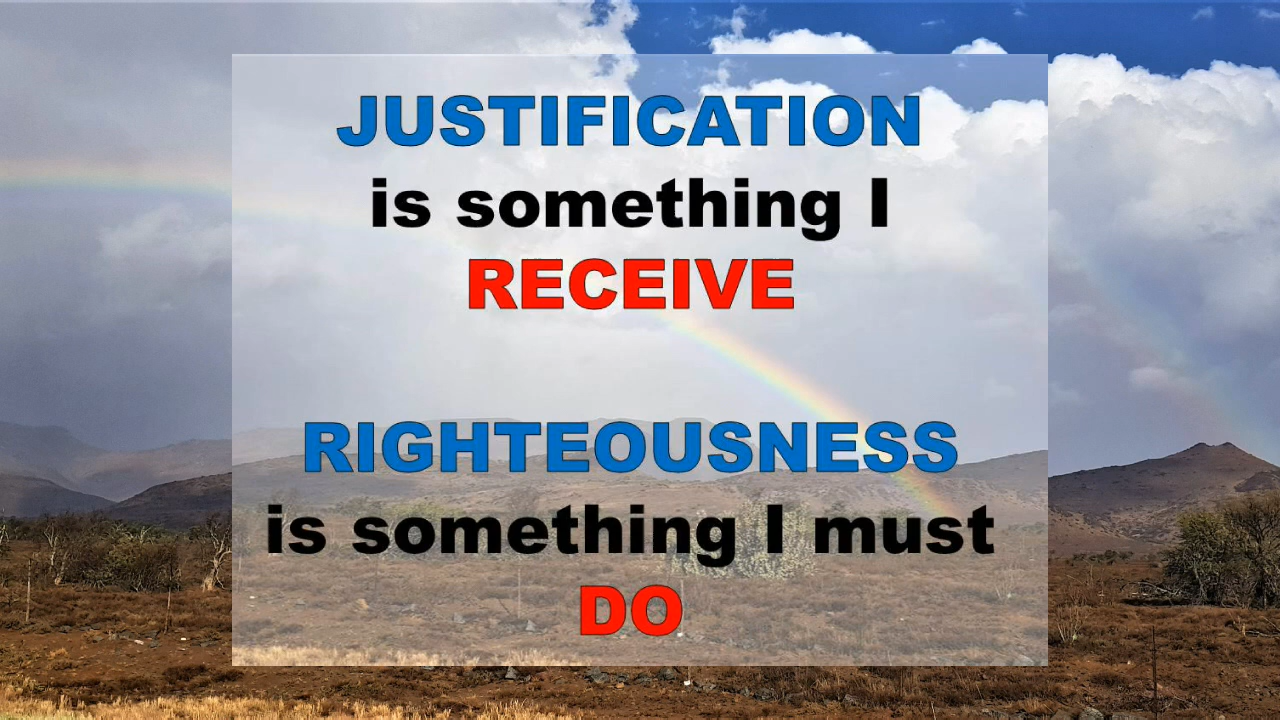 JUSTIFICATION
is something I
RECEIVE
RIGHTEOUSNESS
is something I must
DO